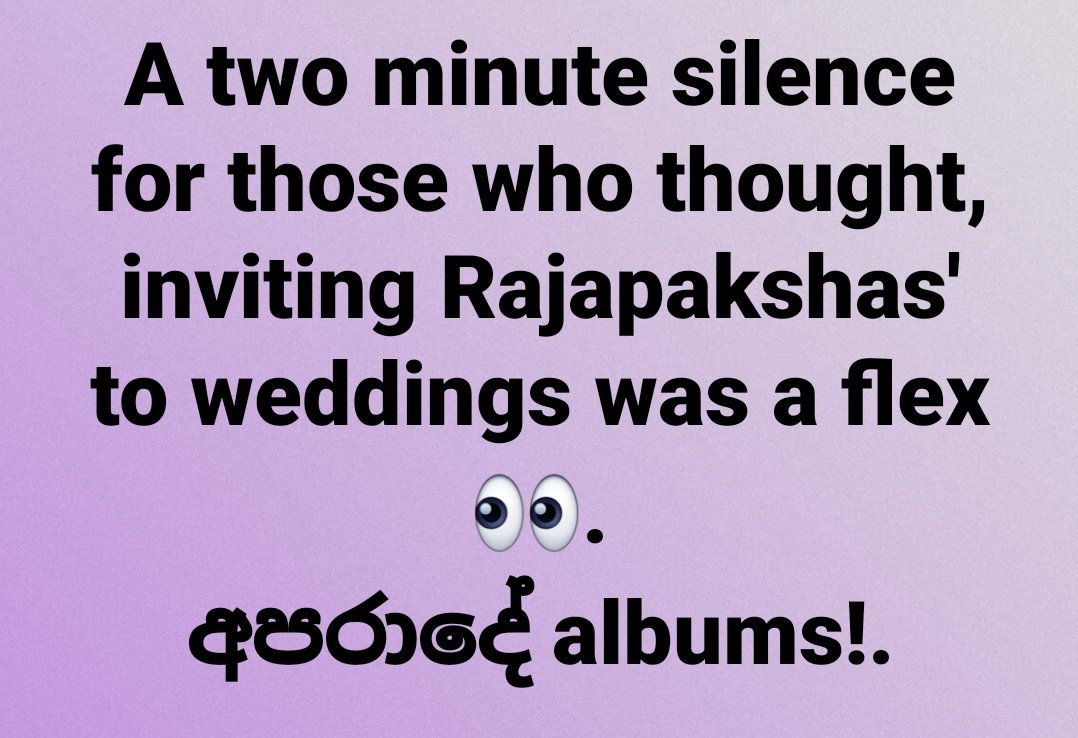 A two minute silence
for those who thought,
inviting Rajapakshas'
to weddings was a flex
👀.
අපරාදේ albums!.